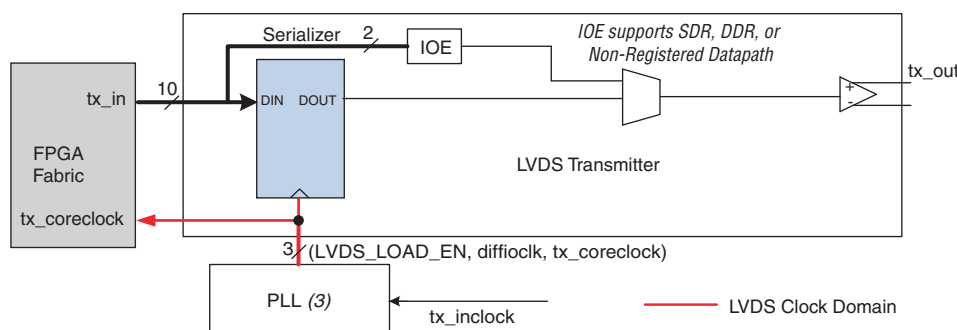 Serializer
2
IOE
IOE supports SDR, DDR, or
Non-Registered Datapath
tx_in
10
DIN DOUT
+
-
tx_out
FPGA
Fabric
LVDS Transmitter
tx_coreclock
3
(LVDS_LOAD_EN, diffioclk, tx_coreclock)
PLL (3)
tx_inclock
LVDS Clock Domain